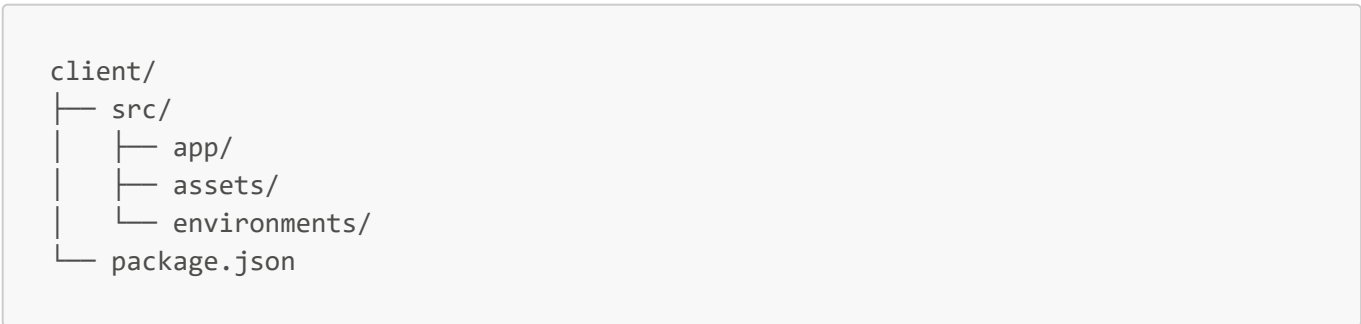 client/
├── src/
│   ├── app/
│   ├── assets/
│   └── environments/
└── package.json